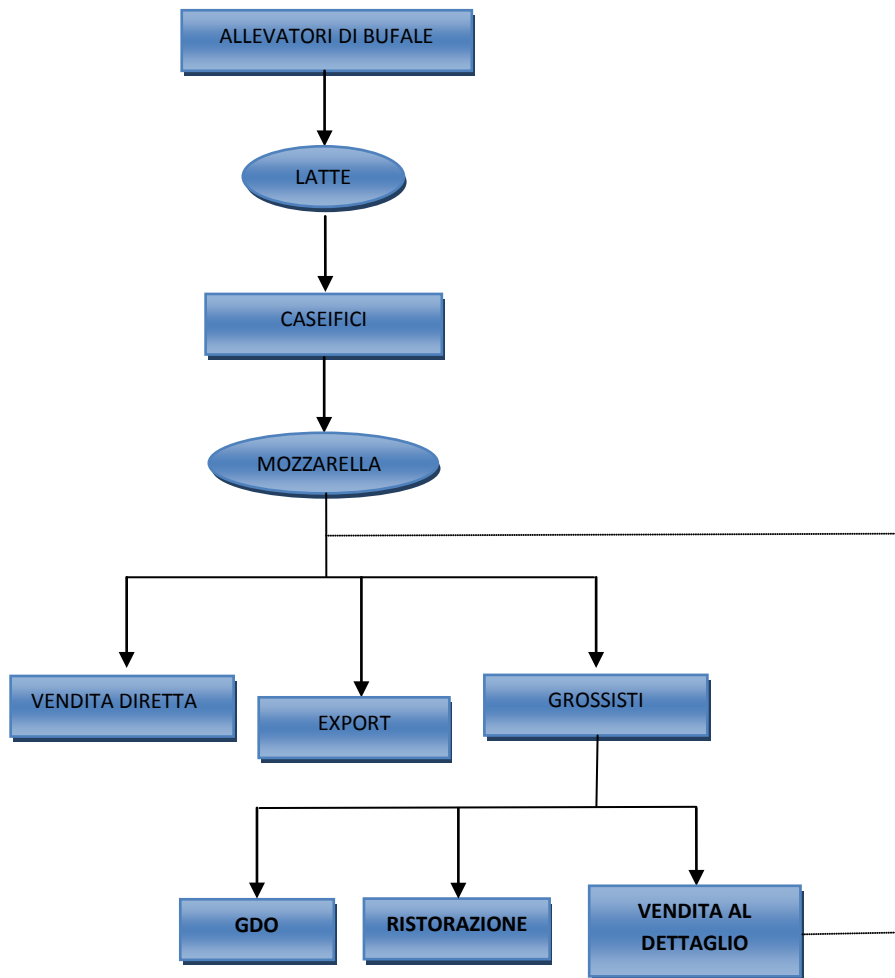 ALLEVATORI DI BUFALE
LATTE
CASEIFICI
MOZZARELLA
VENDITA DIRETTA
EXPORT
GROSSISTI
GDO
RISTORAZIONE
VENDITA AL
DETTAGLIO